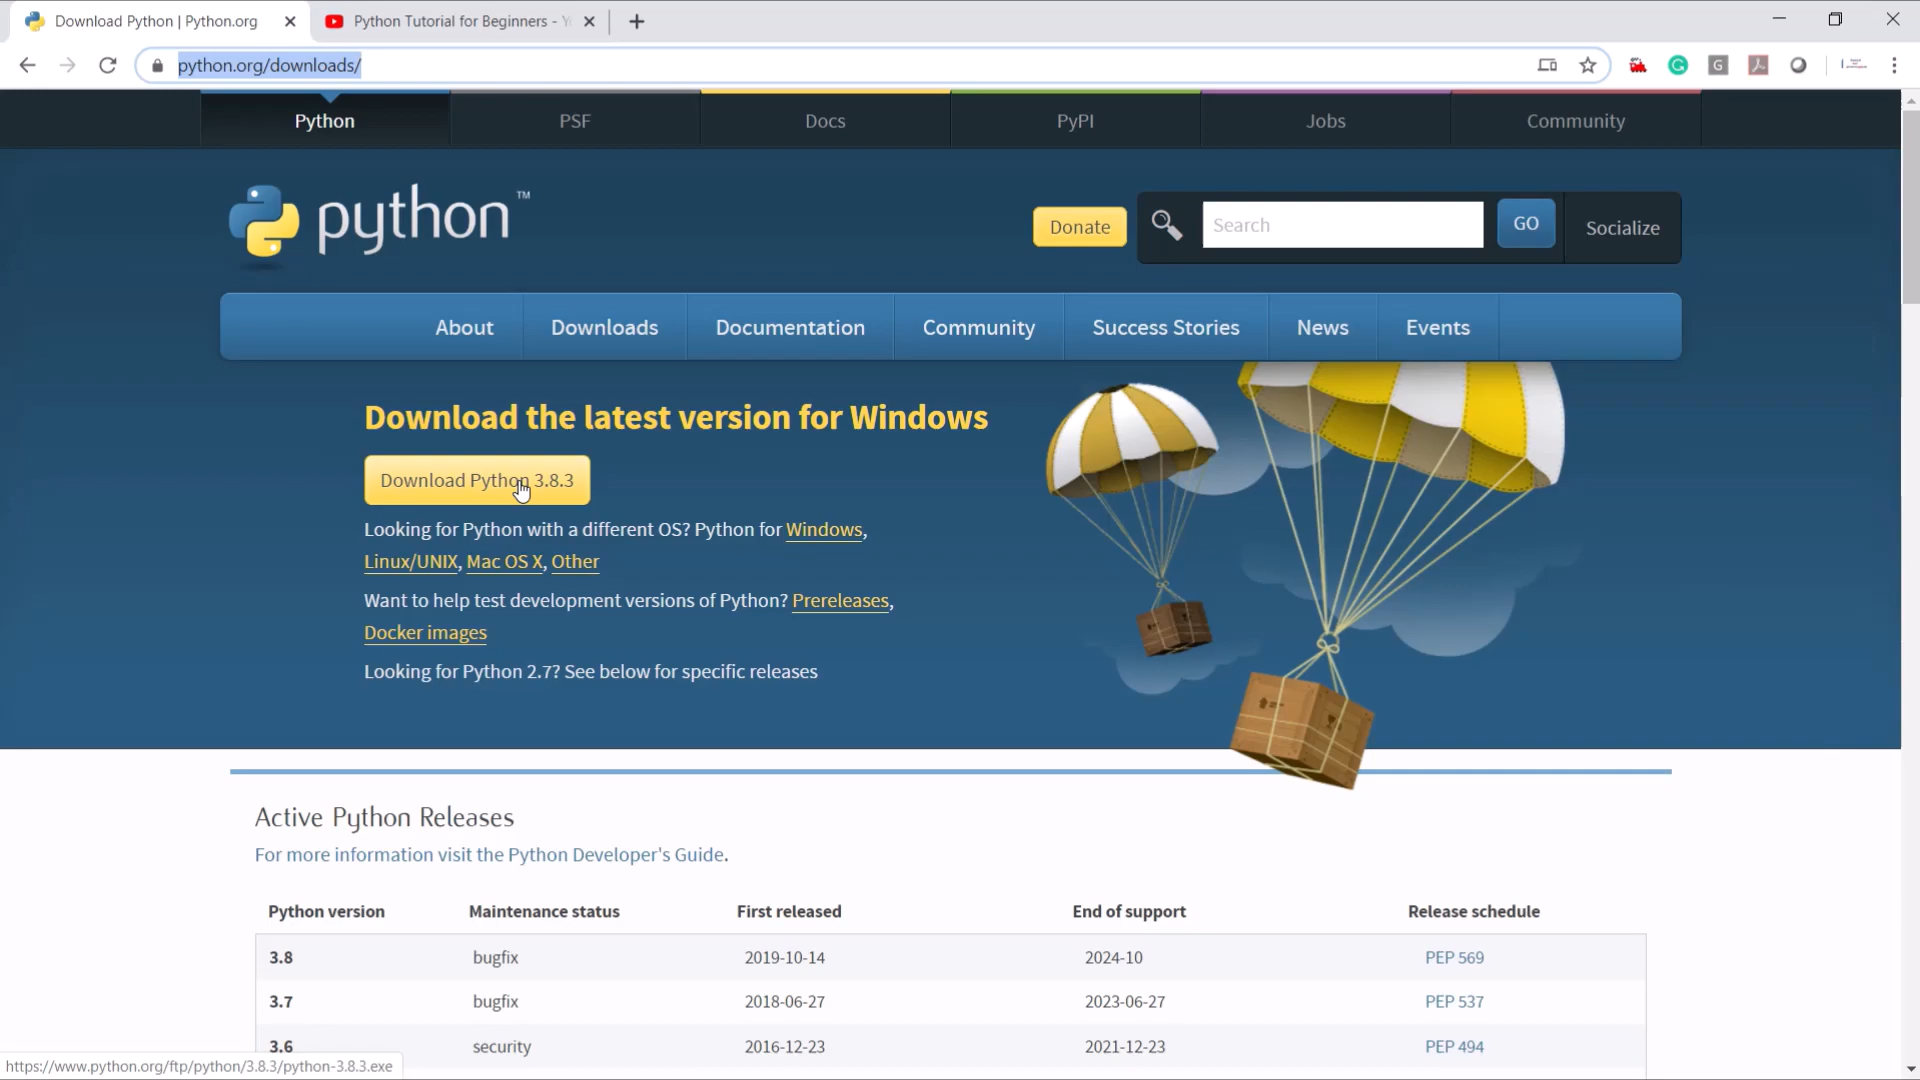 Download Python | Python.org
Python Tutorial for Beginners -
python.org/downloads/
Python
PSF
Docs
PyPI
Jobs
Community
python™
Donate
Search
GO
Socialize
About
Downloads
Documentation
Community
Success Stories
News
Events
Download the latest version for Windows
Download Python 3.8.3
Looking for Python with a different OS? Python for Windows,
Linux/UNIX, Mac OS X, Other
Want to help test development versions of Python? Prereleases,
Docker images
Looking for Python 2.7? See below for specific releases
Active Python Releases
For more information visit the Python Developer's Guide.
Python version Maintenance status First released End of support Release schedule
3.8 bugfix 2019-10-14 2024-10 PEP 569
3.7 bugfix 2018-06-27 2023-06-27 PEP 537
3.6 security 2016-12-23 2021-12-23 PEP 494
https://www.python.org/ftp/python/3.8.3/python-3.8.3.exe